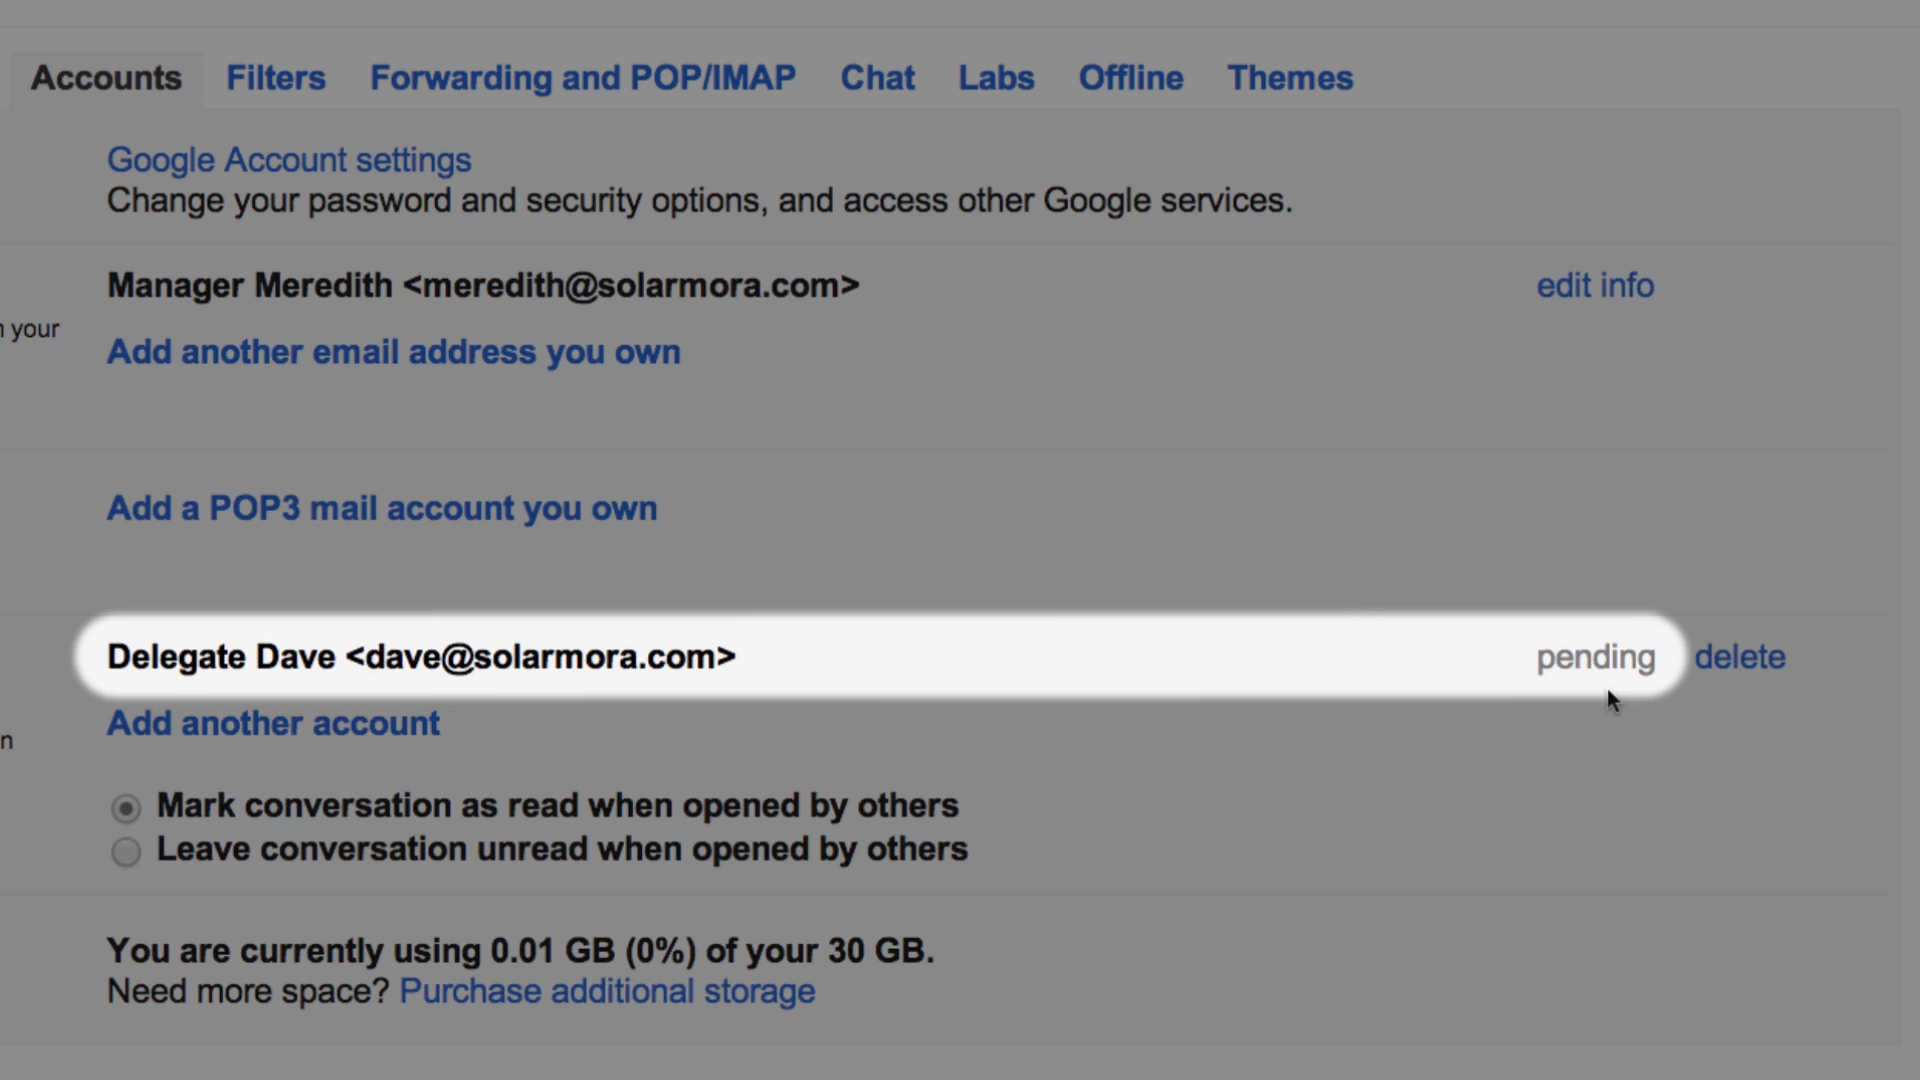 Accounts Filters Forwarding and POP/IMAP Chat Labs Offline Themes
Google Account settings
Change your password and security options, and access other Google services.
Manager Meredith <meredith@solarmora.com> edit info
your
Add another email address you own
Add a POP3 mail account you own
Delegate Dave <dave@solarmora.com> pending delete
Add another account
n
Mark conversation as read when opened by others
Leave conversation unread when opened by others
You are currently using 0.01 GB (0%) of your 30 GB.
Need more space? Purchase additional storage